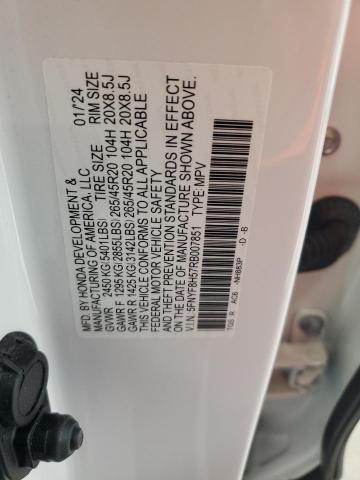 MFD. BY HONDA DEVELOPMENT & 01/24
MANUFACTURING OF AMERICA, LLC
TIRE SIZE RIM SIZE
GVWR 2450 KG(5401LBS)
GAWR F 1295 KG(2855LBS) 265/45R20 104H 20X8.5J
GAWR R 1425 KG(3142LBS) 265/45R20 104H 20X8.5J
THIS VEHICLE CONFORMS TO ALL APPLICABLE
FEDERAL MOTOR VEHICLE SAFETY
AND THEFT PREVENTION STANDARDS IN EFFECT
ON THE DATE OF MANUFACTURE SHOWN ABOVE.
V.I.N. 5FNYF8H57RB007851 TYPE: MPV
TGS R AC6 -NH883P -D -B